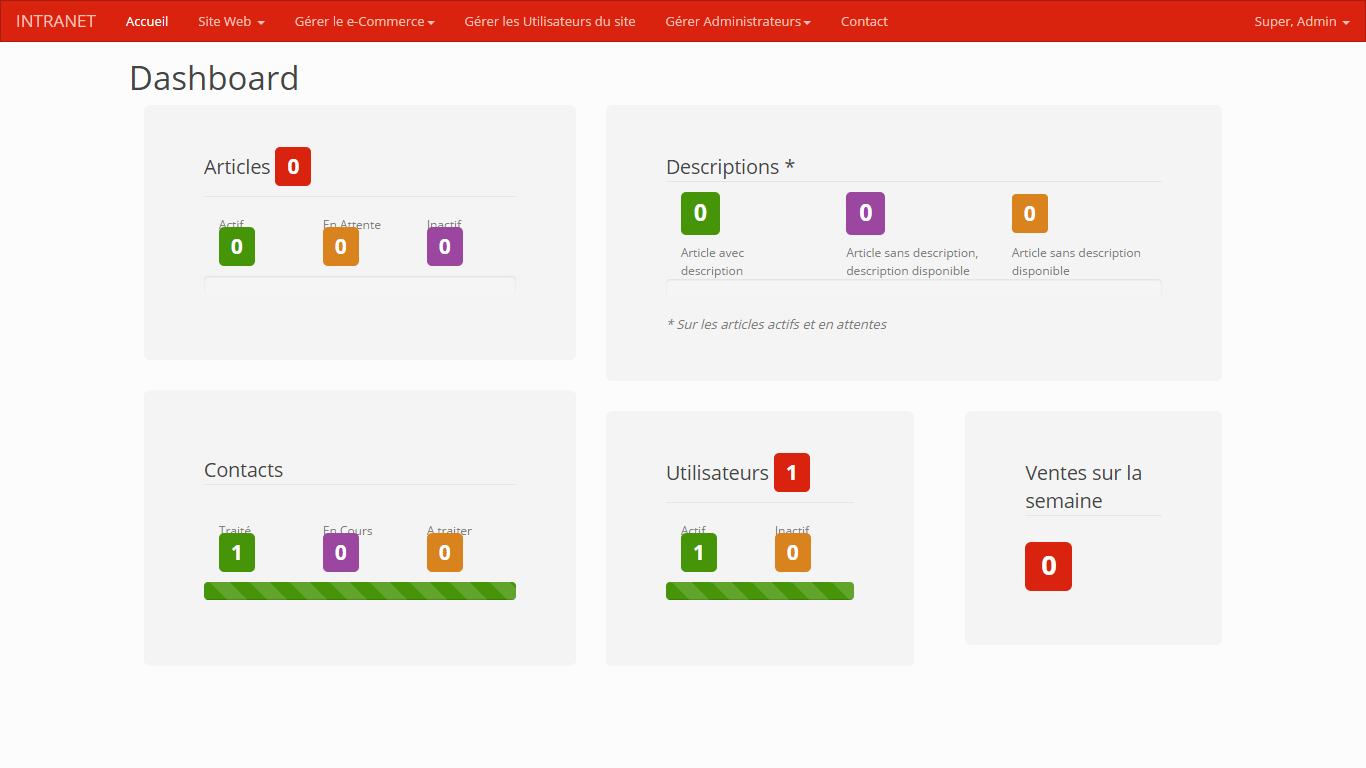 INTRANET Accueil Site Web Gérer le e-Commerce Gérer les Utilisateurs du site Gérer Administrateurs Contact Super, Admin
Dashboard
Articles 0
Actif En Attente Inactif
0 0 0
Descriptions *
0 0 0
Article avec description
Article sans description, description disponible
Article sans description disponible
* Sur les articles actifs et en attentes
Contacts
Traité En Cours A traiter
1 0 0
Utilisateurs 1
Actif Inactif
1 0
Ventes sur la
semaine
0